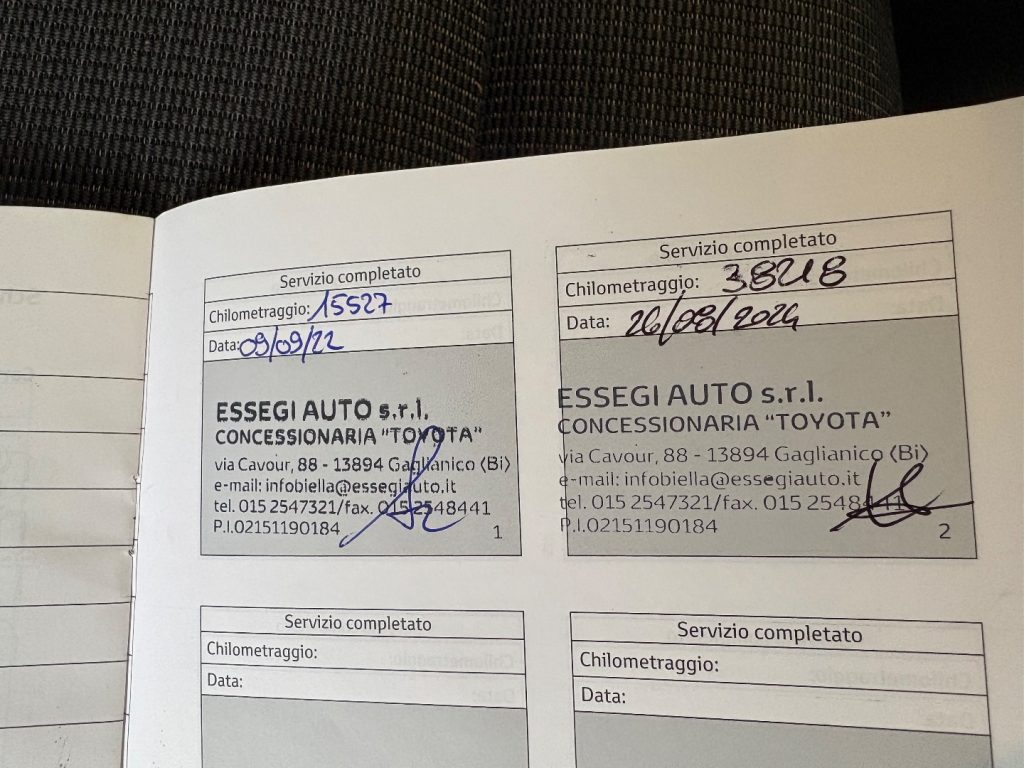 Servizio completato
Chilometraggio: 15527
Data: 09/09/22
ESSEGI AUTO s.r.l.
CONCESSIONARIA “TOYOTA”
via Cavour, 88 - 13894 Gaglianico (Bi)
e-mail: infobiella@essegiauto.it
tel. 015 2547321/fax. 015 2548441
P.I.02151190184
1
Servizio completato
Chilometraggio: 38218
Data: 26/08/2024
ESSEGI AUTO s.r.l.
CONCESSIONARIA “TOYOTA”
via Cavour, 88 - 13894 Gaglianico (Bi)
e-mail: infobiella@essegiauto.it
tel. 015 2547321/fax. 015 2548441
P.I.02151190184
2
Servizio completato
Chilometraggio:
Data:
Servizio completato
Chilometraggio:
Data: